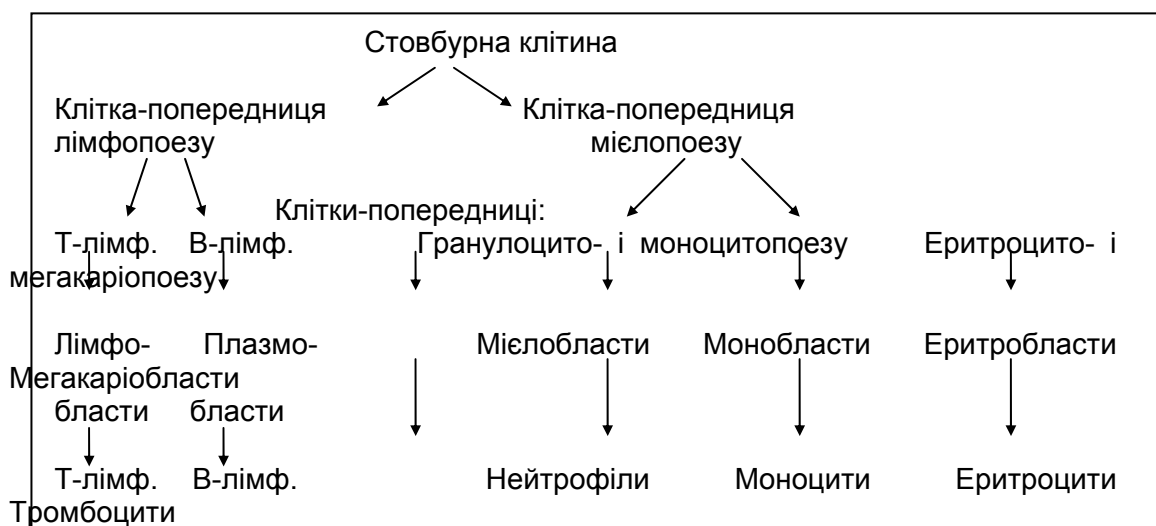 Стовбурна клітина
Клітка-попередниця Клітка-попередниця
лімфопоезу мієлопоезу
Клітки-попередниці:
Т-лімф. В-лімф. Гранулоцито- і моноцитопоезу Еритроцито- і
мегакаріопоезу
Лімфо- Плазмо- Мієлобласти Монобласти Еритробласти
Мегакаріобласти
бласти бласти
Т-лімф. В-лімф. Нейтрофіли Моноцити Еритроцити
Тромбоцити